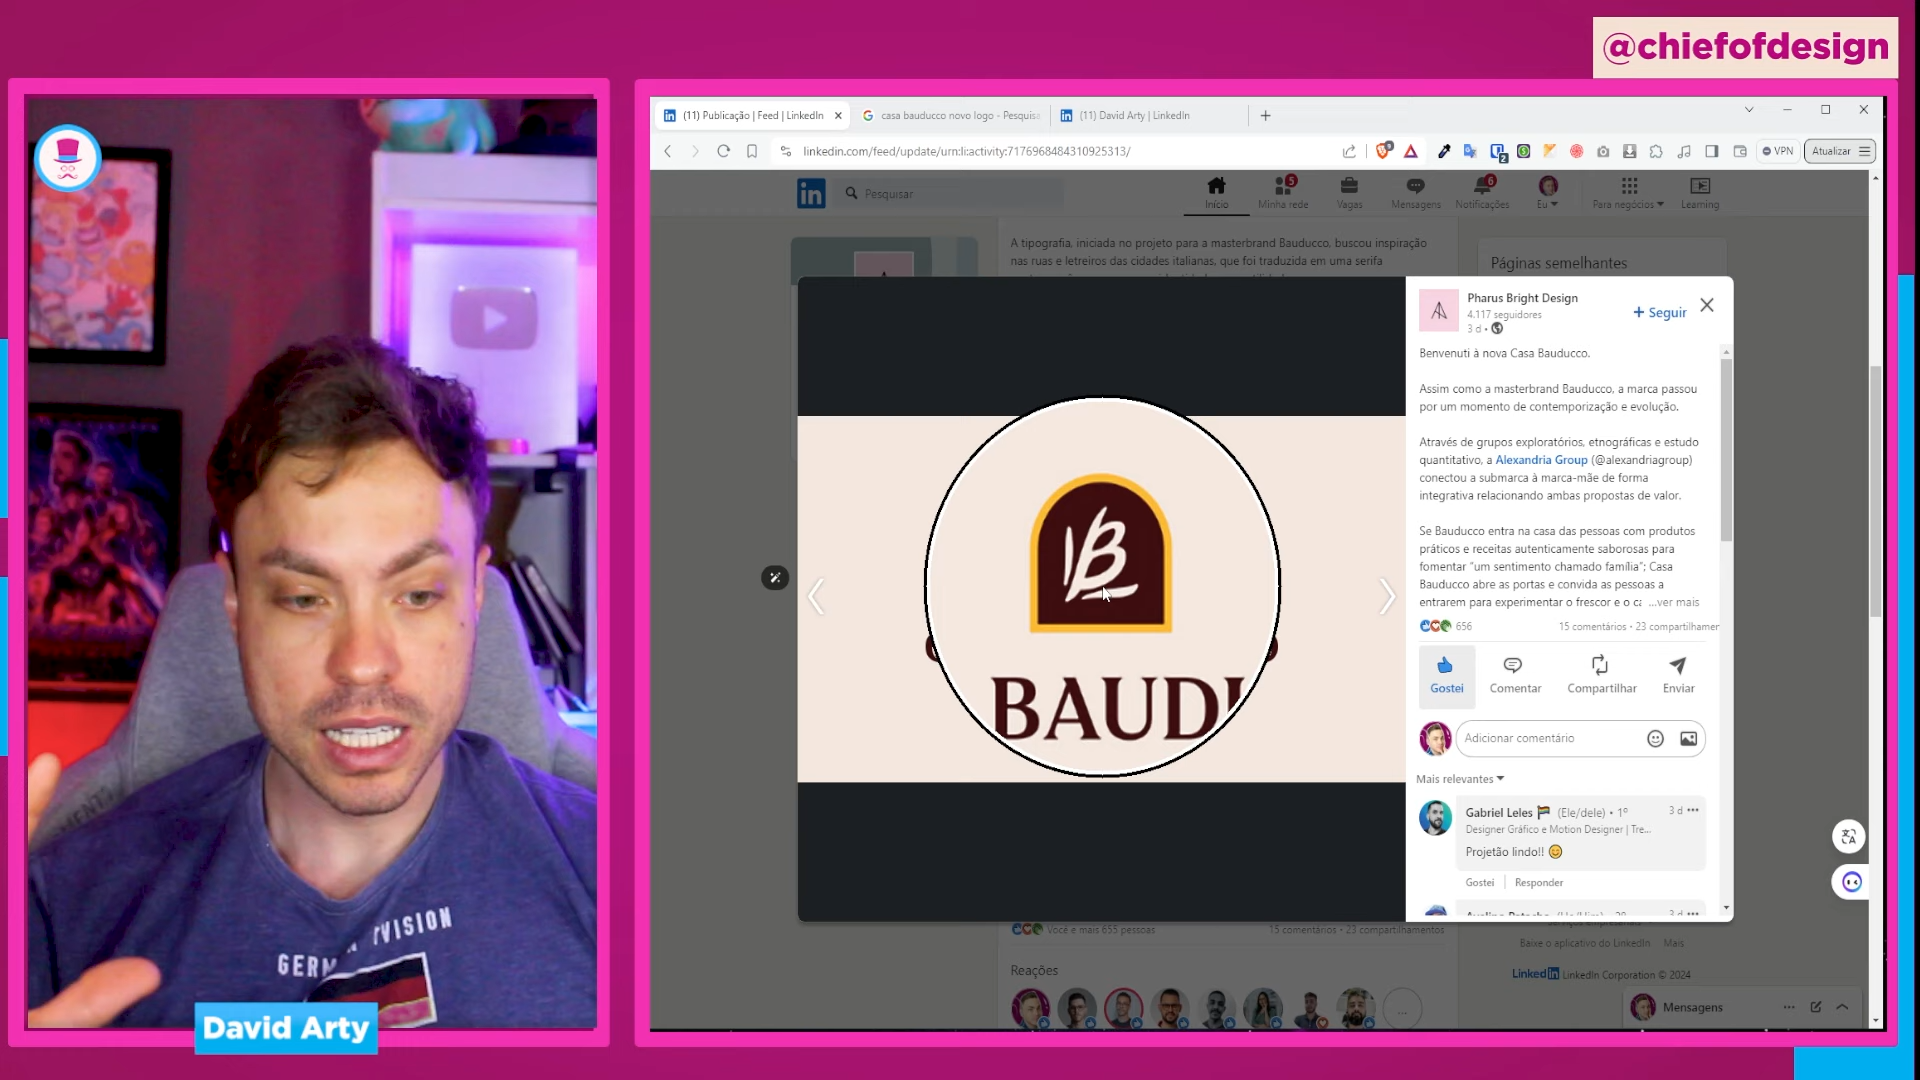 @chiefofdesign
(11) Publicação | Feed | LinkedIn
casa bauducco novo logo - Pesquisa
(11) David Arty | LinkedIn
linkedin.com/feed/update/urn:li:activity:7176968484310925313/
VPN
Atualizar
in
Pesquisar
Início
5
Minha rede
Vagas
Mensagens
6
Notificações
Eu
Para negócios
Learning
A tipografia, iniciada no projeto para a masterbrand Bauducco, buscou inspiração
nas ruas e letreiros das cidades italianas, que foi traduzida em uma serifa
Páginas semelhantes
Pharus Bright Design
4.117 seguidores
3 d •
+ Seguir
Benvenuti à nova Casa Bauducco.
Assim como a masterbrand Bauducco, a marca passou
por um momento de contemporização e evolução.
Através de grupos exploratórios, etnográficas e estudo
quantitativo, a Alexandria Group (@alexandriagroup)
conectou a submarca à marca-mãe de forma
integrativa relacionando ambas propostas de valor.
Se Bauducco entra na casa das pessoas com produtos
práticos e receitas autenticamente saborosas para
fomentar "um sentimento chamado família"; Casa
Bauducco abre as portas e convida as pessoas a
entrarem para experimentar o frescor e o ca ...ver mais
656
15 comentários • 23 compartilhamer
Gostei
Comentar
Compartilhar
Enviar
Adicionar comentário
Mais relevantes
Gabriel Leles (Ele/dele) • 1º
3 d
Designer Gráfico e Motion Designer | Tre...
Projetão lindo!!
Gostei
Responder
3 d
B
BAUD
Você e mais 655 pessoas
15 comentários • 23 compartilhamentos
Reações
Baixe o aplicativo do LinkedIn
Mais
LinkedIn LinkedIn Corporation © 2024
Mensagens
VISION
GERM
David Arty